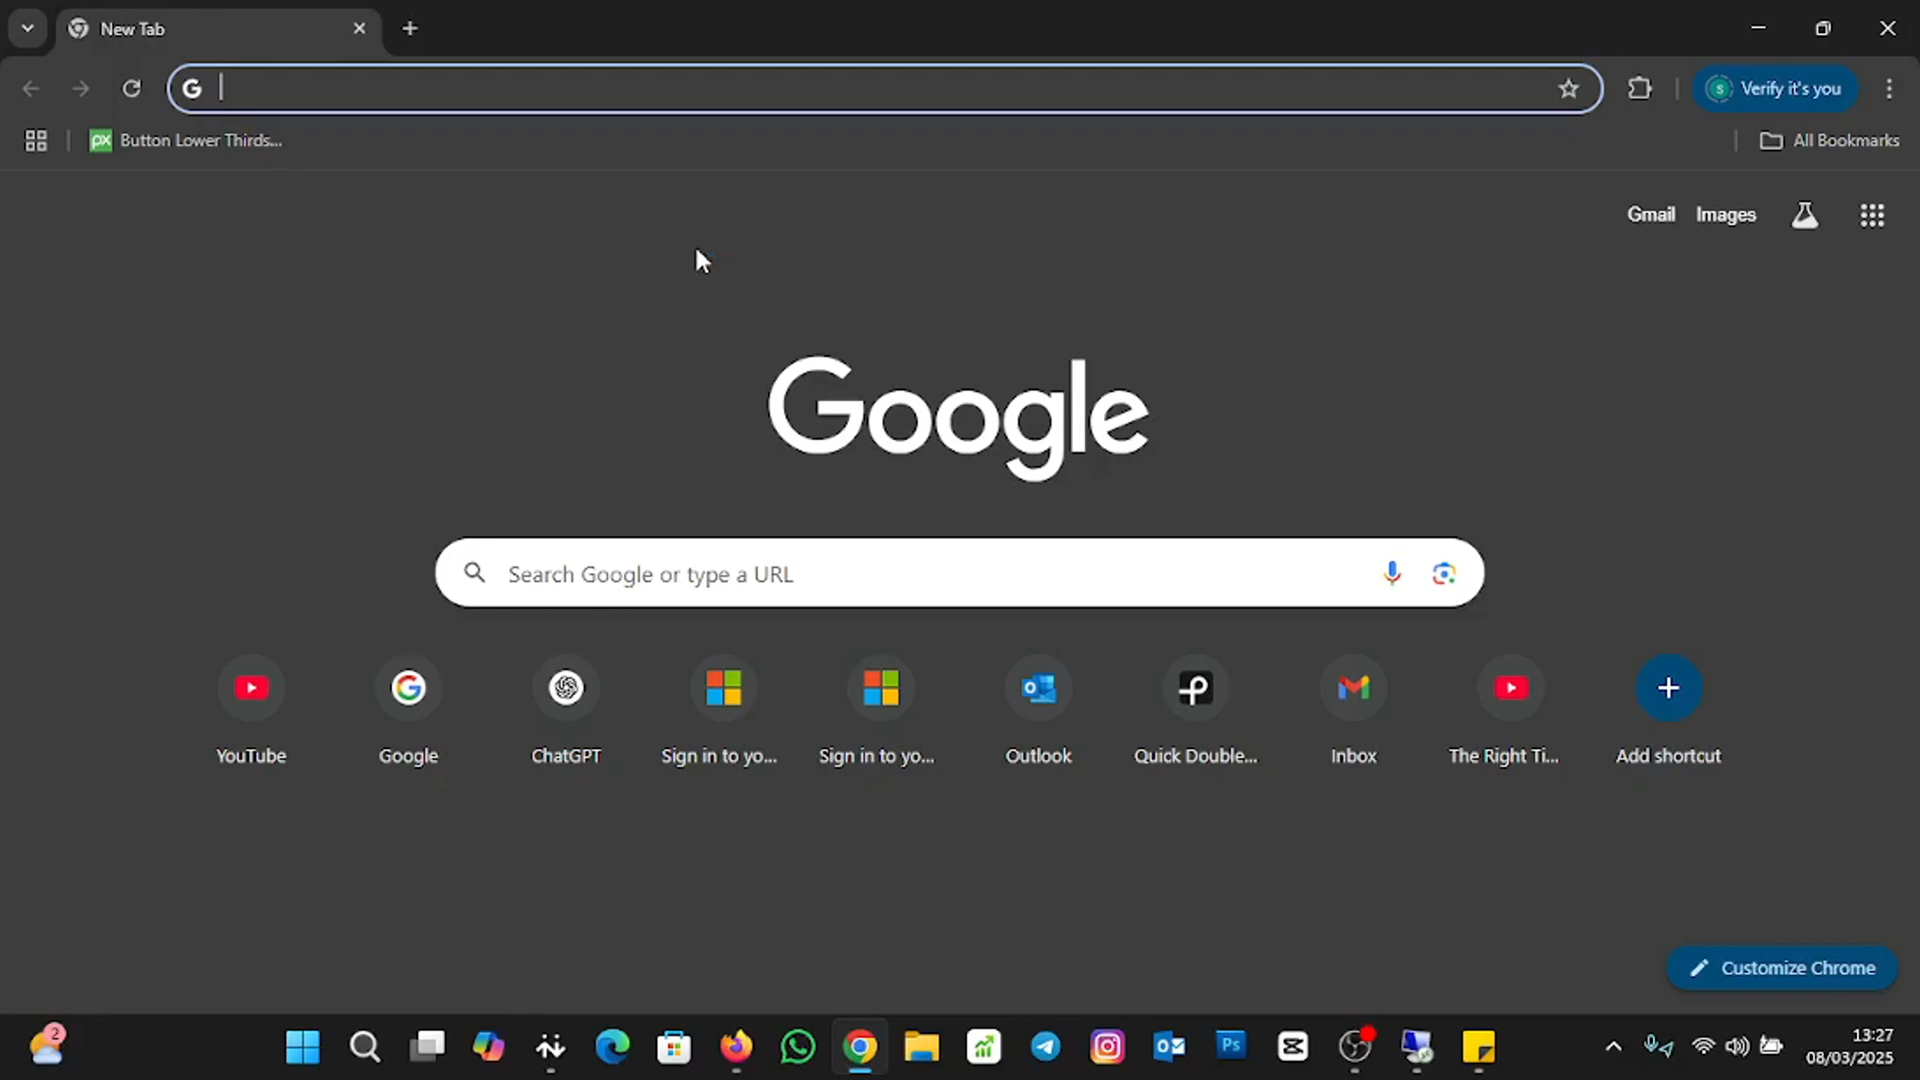 New Tab
Verify it's you
Button Lower Thirds...
All Bookmarks
Gmail Images
Google
Search Google or type a URL
YouTube
Google
ChatGPT
Sign in to yo...
Sign in to yo...
Outlook
Quick Double...
Inbox
The Right Ti...
Add shortcut
Customize Chrome
13:27
08/03/2025